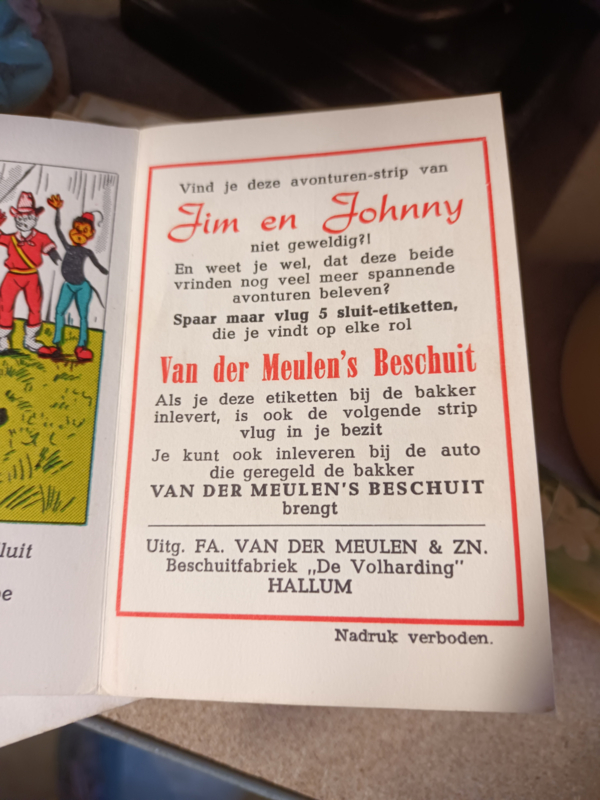 Vind je deze avonturen-strip van
Jim en Johnny
niet geweldig?!
En weet je wel, dat deze beide
vrinden nog veel meer spannende
avonturen beleven?
Spaar maar vlug 5 sluit-etiketten,
die je vindt op elke rol
Van der Meulen's Beschuit
Als je deze etiketten bij de bakker
inlevert, is ook de volgende strip
vlug in je bezit
Je kunt ook inleveren bij de auto
die geregeld de bakker
VAN DER MEULEN'S BESCHUIT
brengt
Uitg. FA. VAN DER MEULEN & ZN.
Beschuitfabriek „De Volharding"
HALLUM
Nadruk verboden.